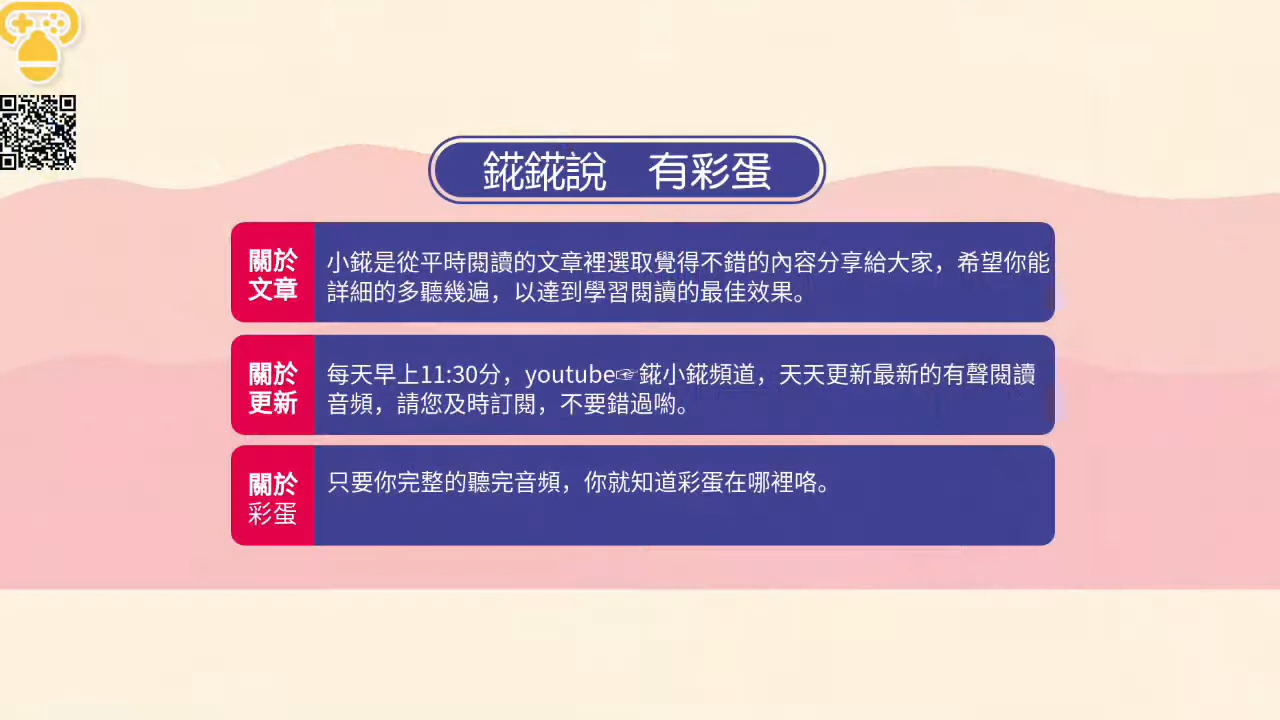 錵錵說 有彩蛋
關於
文章
小錵是從平時閱讀的文章裡選取覺得不錯的內容分享給大家，希望你能
詳細的多聽幾遍，以達到學習閱讀的最佳效果。
關於
更新
每天早上11:30分，youtube☞錵小錵頻道，天天更新最新的有聲閱讀
音頻，請您及時訂閱，不要錯過喲。
關於
彩蛋
只要你完整的聽完音頻，你就知道彩蛋在哪裡咯。